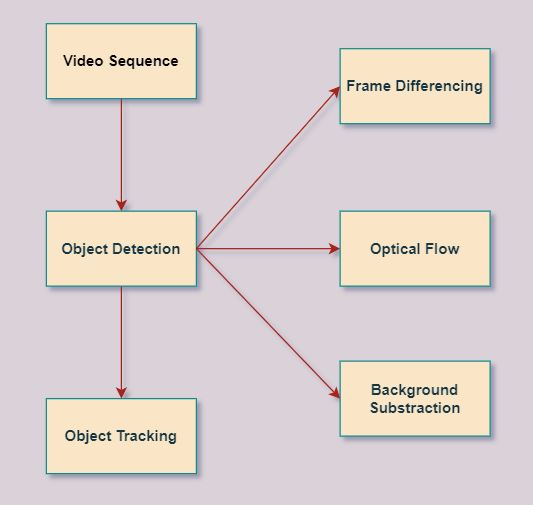 Video Sequence
Frame Differencing
Object Detection
Optical Flow
Background
Substraction
Object Tracking